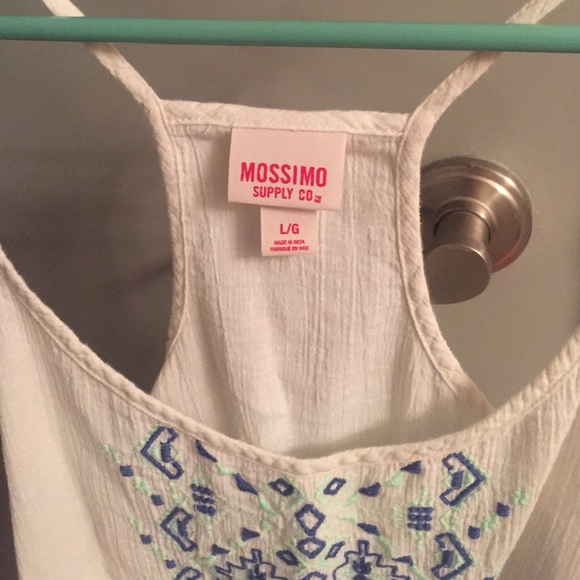 MOSSIMO
SUPPLY CO
L/G
MADE IN INDIA
FABRIQUÉ EN INDE